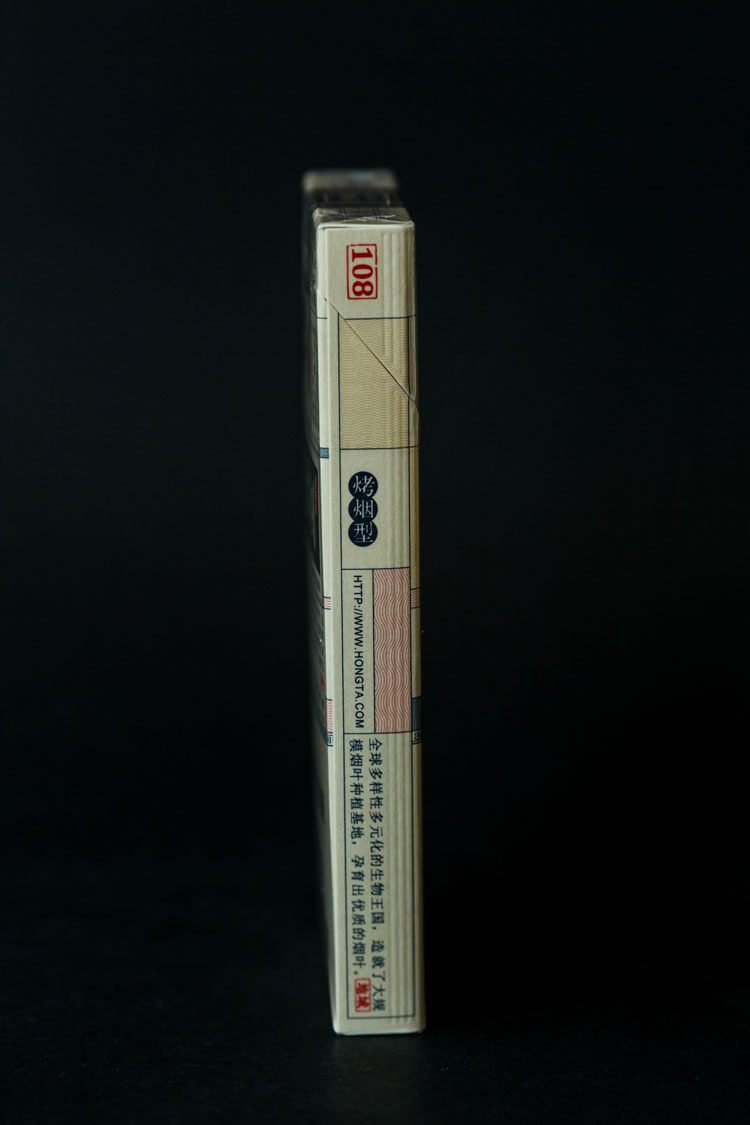 108
烤烟型
HTTP://WWW.HONGTA.COM
全球多样性多元化的生物王国，造就了大规
模烟叶种植基地，孕育出优质的烟叶。
地域